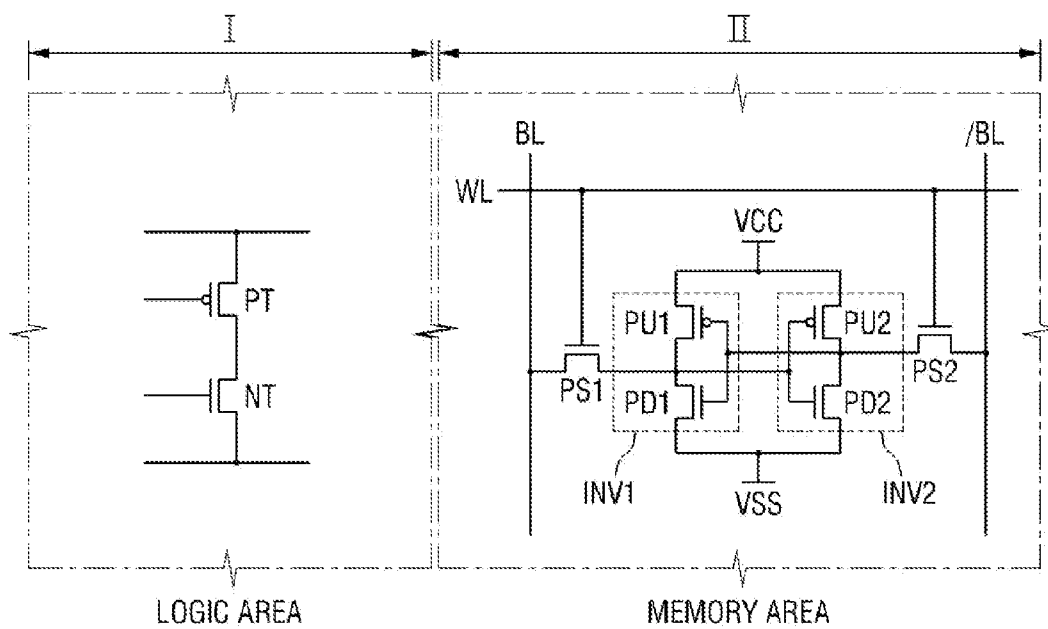 I
II
BL
/BL
WL
VCC
PT
PU1
PU2
PS1
PS2
NT
PD1
PD2
INV1
VSS
INV2
LOGIC AREA
MEMORY AREA